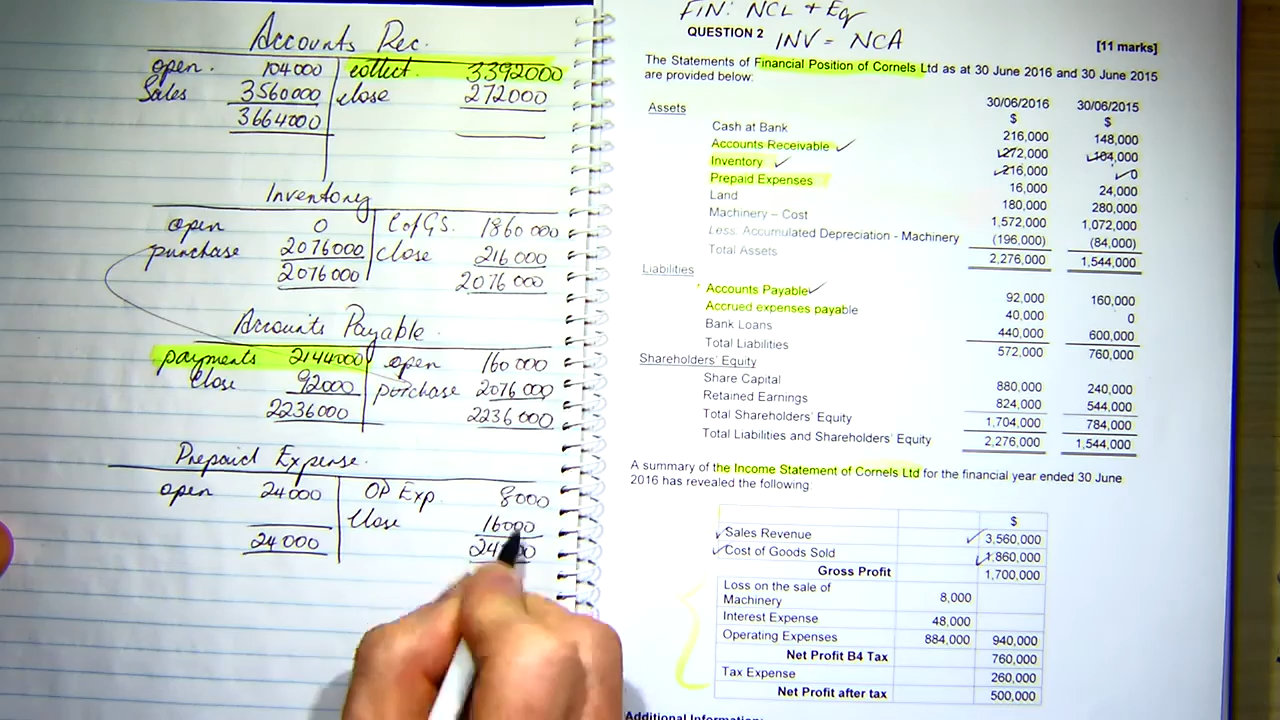 Accounts Rec.
open. 104000 collect. 3392000
Sales 3560000 close 272000
3664000
Inventory
open 0 CofGS. 1860000
purchase 2076000 close 216000
2076000 2076000
Accounts Payable
payments 2144000 open 160000
Close 92000 purchase 2076000
2236000 2236000
Prepaid Expense.
open 24000 OP Exp. 8000
Close 16000
24000
FIN: NCL + Eq
QUESTION 2 INV = NCA
[11 marks]
The Statements of Financial Position of Cornels Ltd as at 30 June 2016 and 30 June 2015
are provided below:
30/06/2016 30/06/2015
Assets $ $
Cash at Bank 216,000 148,000
Accounts Receivable 272,000 104,000
Inventory 216,000 0
Prepaid Expenses 16,000 24,000
Land 180,000 280,000
Machinery – Cost 1,572,000 1,072,000
Less. Accumulated Depreciation - Machinery (196,000) (84,000)
Total Assets 2,276,000 1,544,000
Liabilities
Accounts Payable 92,000 160,000
Accrued expenses payable 40,000 0
Bank Loans 440,000 600,000
Total Liabilities 572,000 760,000
Shareholders' Equity
Share Capital 880,000 240,000
Retained Earnings 824,000 544,000
Total Shareholders' Equity 1,704,000 784,000
Total Liabilities and Shareholders' Equity 2,276,000 1,544,000
A summary of the Income Statement of Cornels Ltd for the financial year ended 30 June
2016 has revealed the following:
$
Sales Revenue 3,560,000
Cost of Goods Sold 1,860,000
Gross Profit 1,700,000
Loss on the sale of
Machinery 8,000
Interest Expense 48,000
Operating Expenses 884,000 940,000
Net Profit B4 Tax 760,000
Tax Expense 260,000
Net Profit after tax 500,000